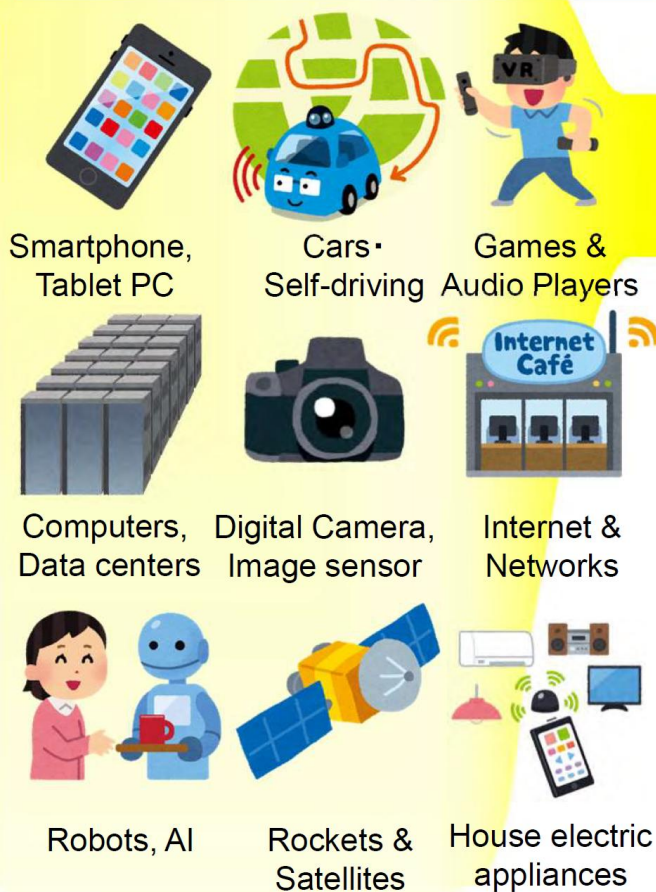 VR
Smartphone,
Tablet PC
Cars・
Self-driving
Games &
Audio Players
Internet
Café
Computers,
Data centers
Digital Camera,
Image sensor
Internet &
Networks
Robots, AI
Rockets &
Satellites
House electric
appliances